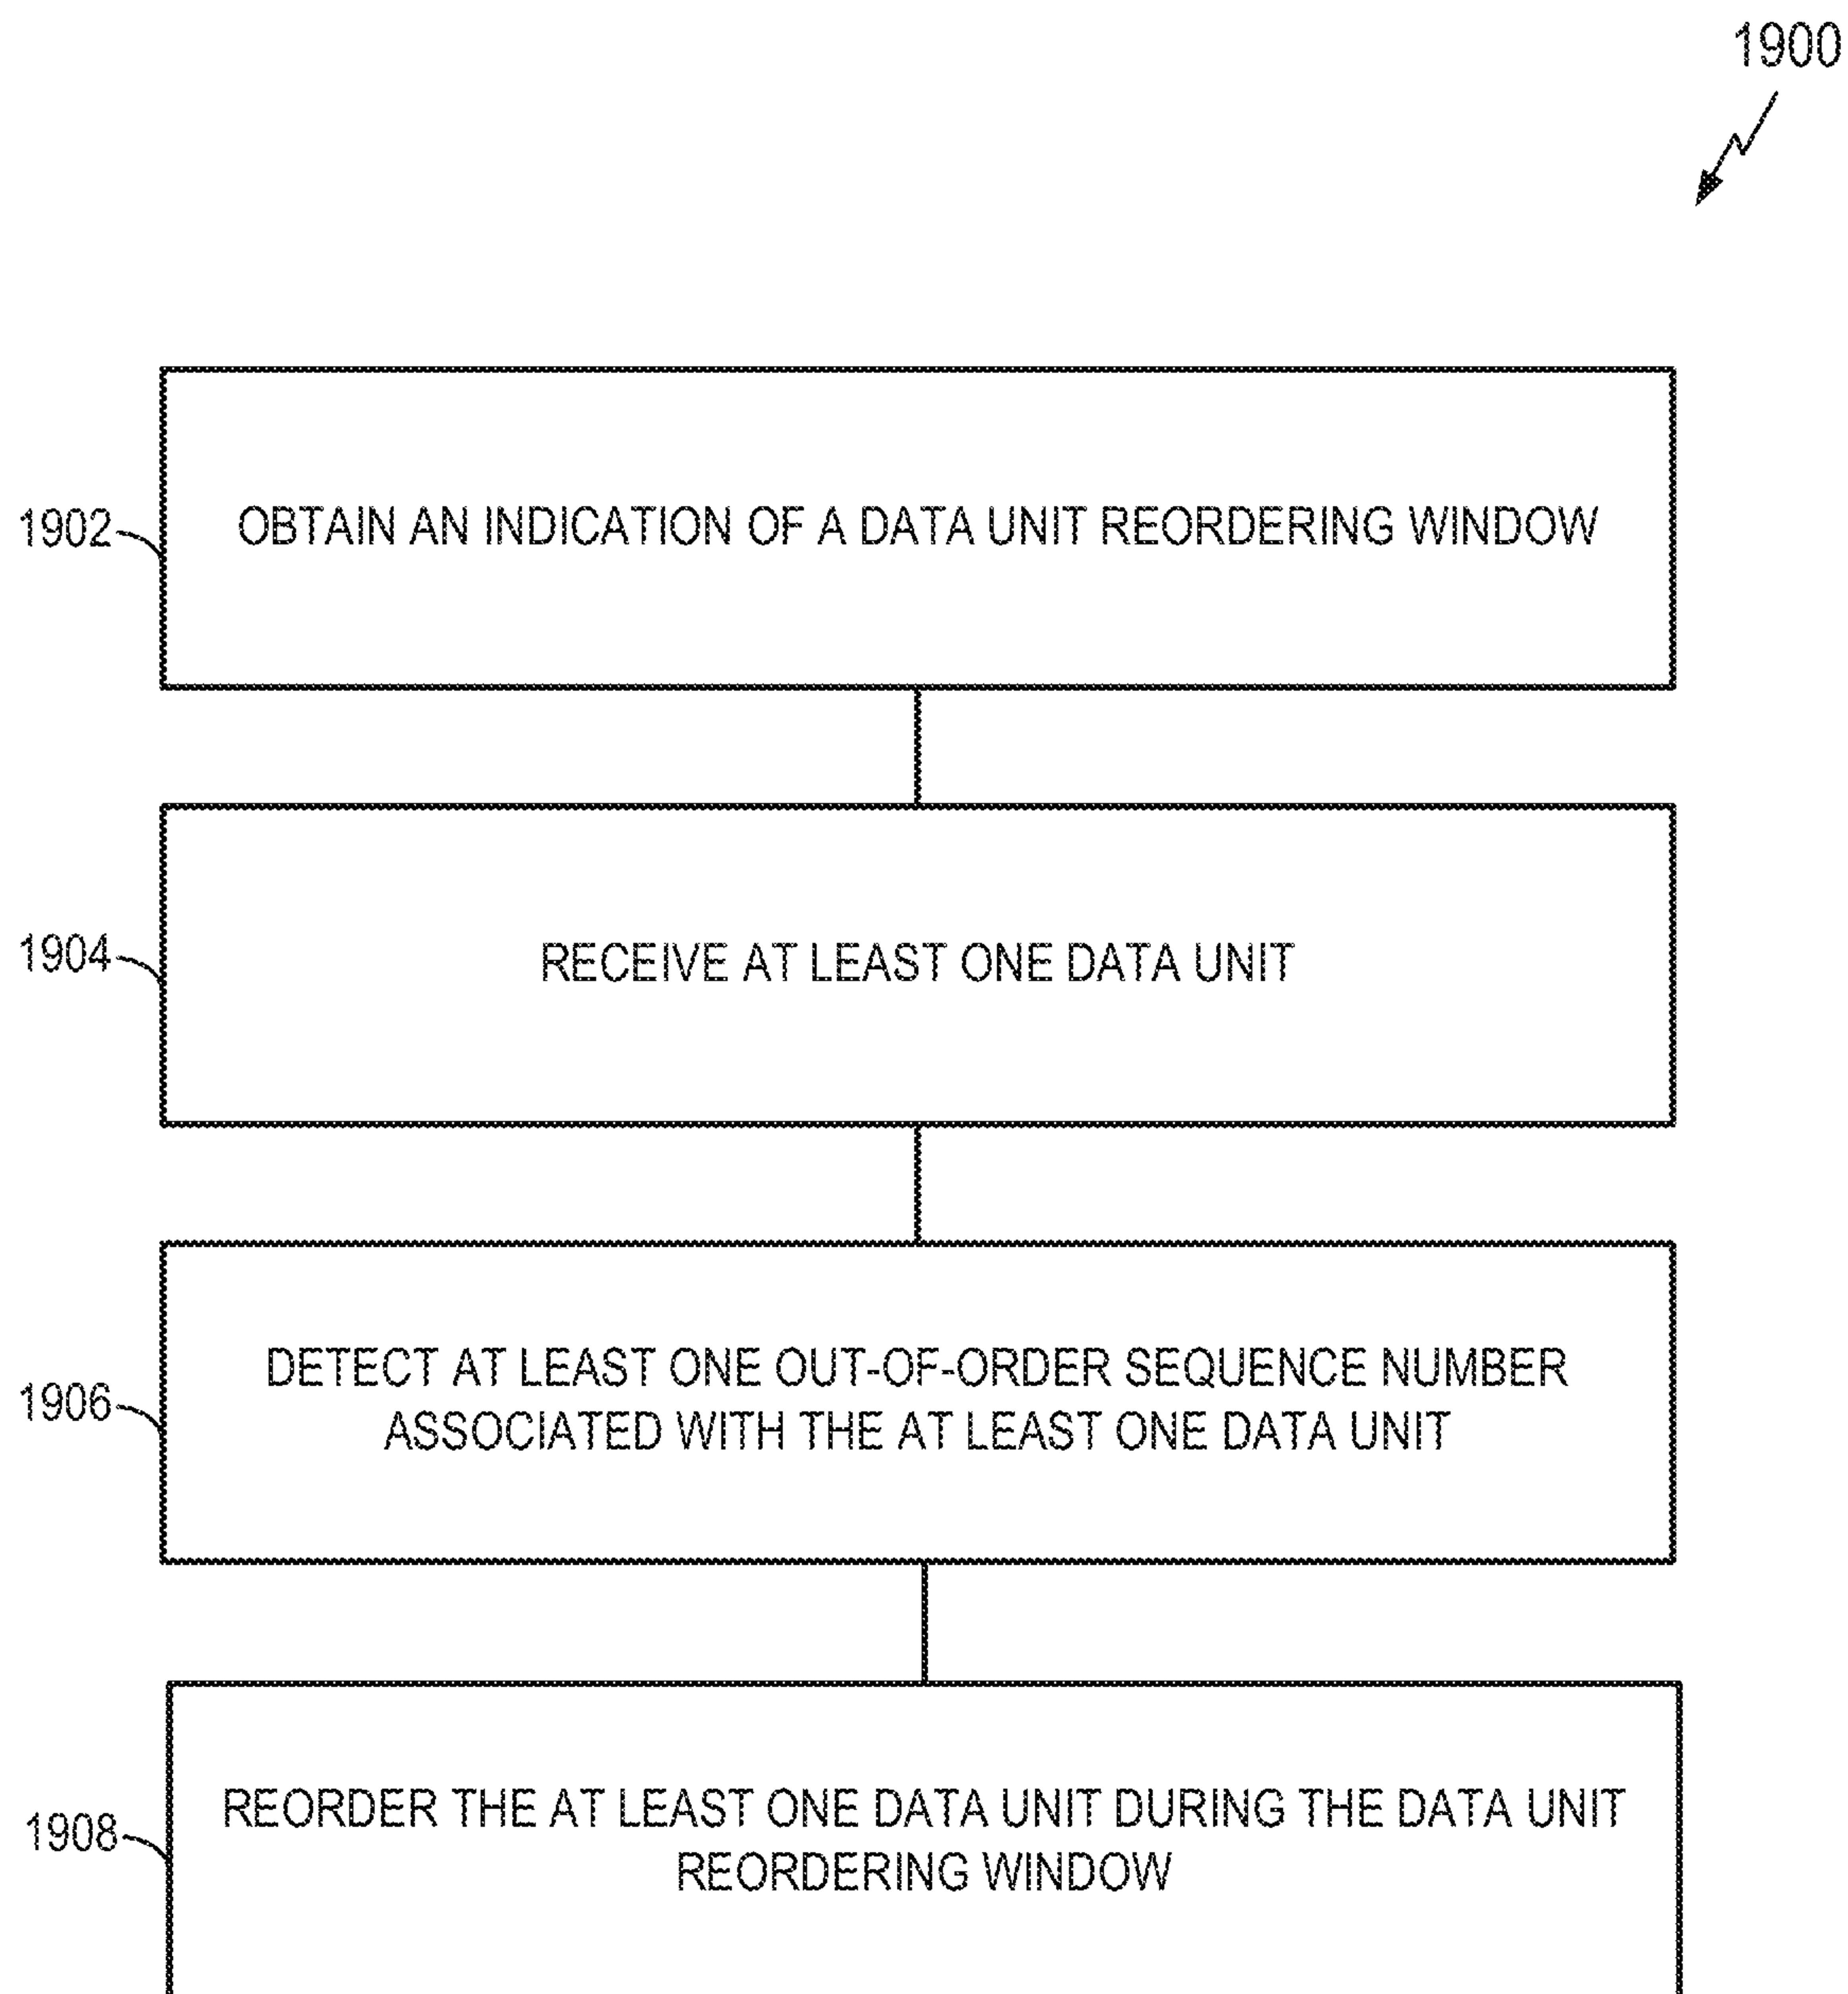 1900
1902
OBTAIN AN INDICATION OF A DATA UNIT REORDERING WINDOW
1904
RECEIVE AT LEAST ONE DATA UNIT
1906
DETECT AT LEAST ONE OUT-OF-ORDER SEQUENCE NUMBER
ASSOCIATED WITH THE AT LEAST ONE DATA UNIT
1908
REORDER THE AT LEAST ONE DATA UNIT DURING THE DATA UNIT
REORDERING WINDOW